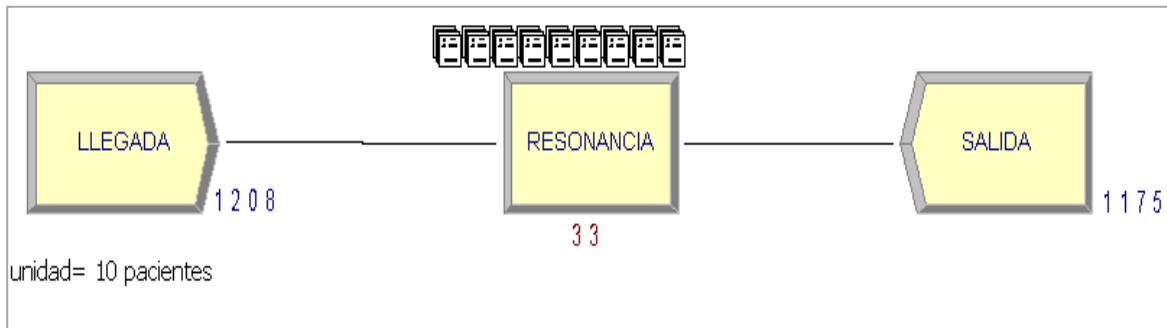 LLEGADA
RESONANCIA
SALIDA
1208
1175
33
unidad= 10 pacientes